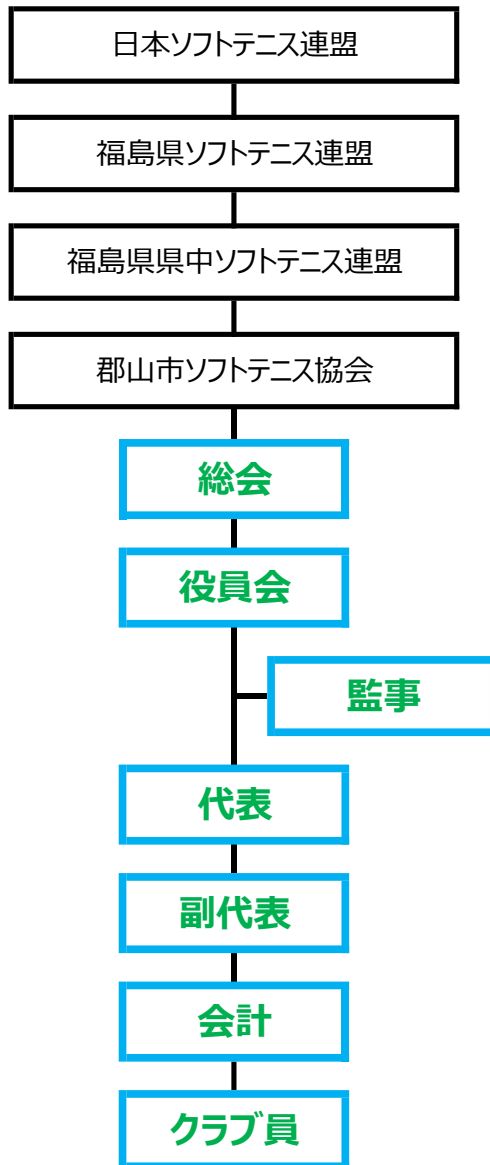 日本ソフトテニス連盟
福島県ソフトテニス連盟
福島県県中ソフトテニス連盟
郡山市ソフトテニス協会
総会
役員会
監事
代表
副代表
会計
クラブ員